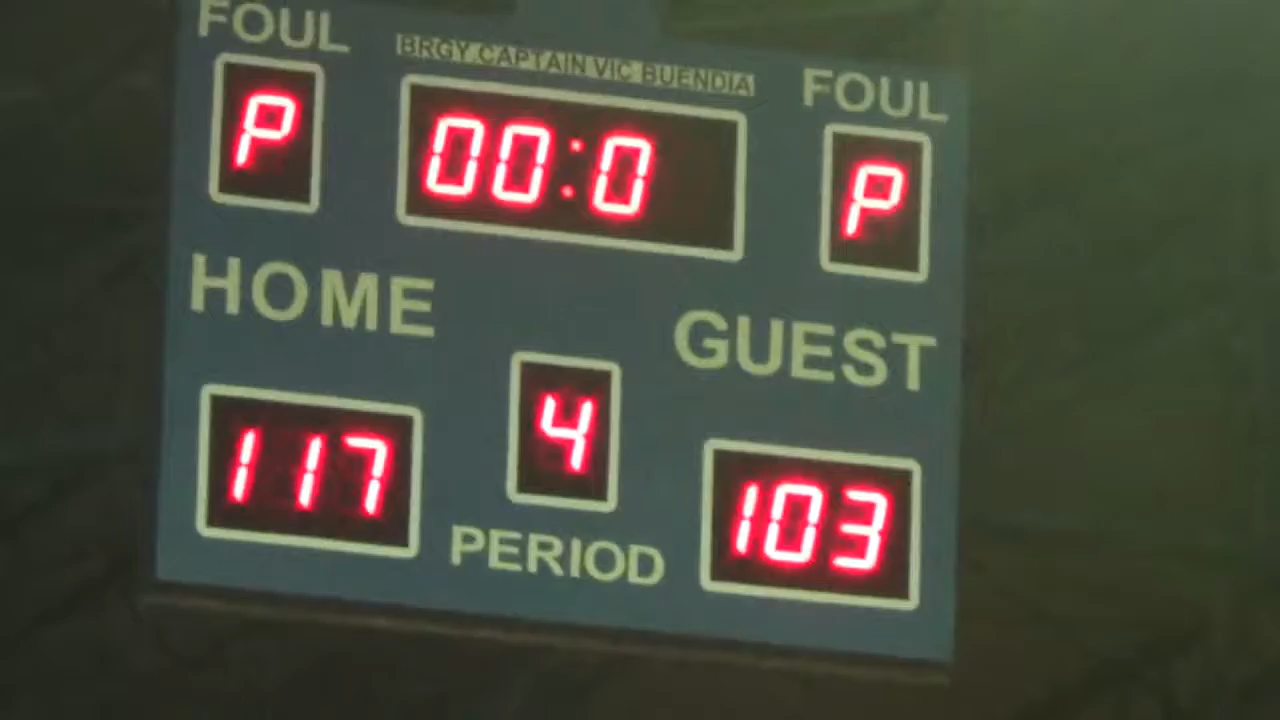 FOUL
BRGY CAPTAIN VIC BUENDIA
FOUL
P
00:0
P
HOME
GUEST
4
117
103
PERIOD